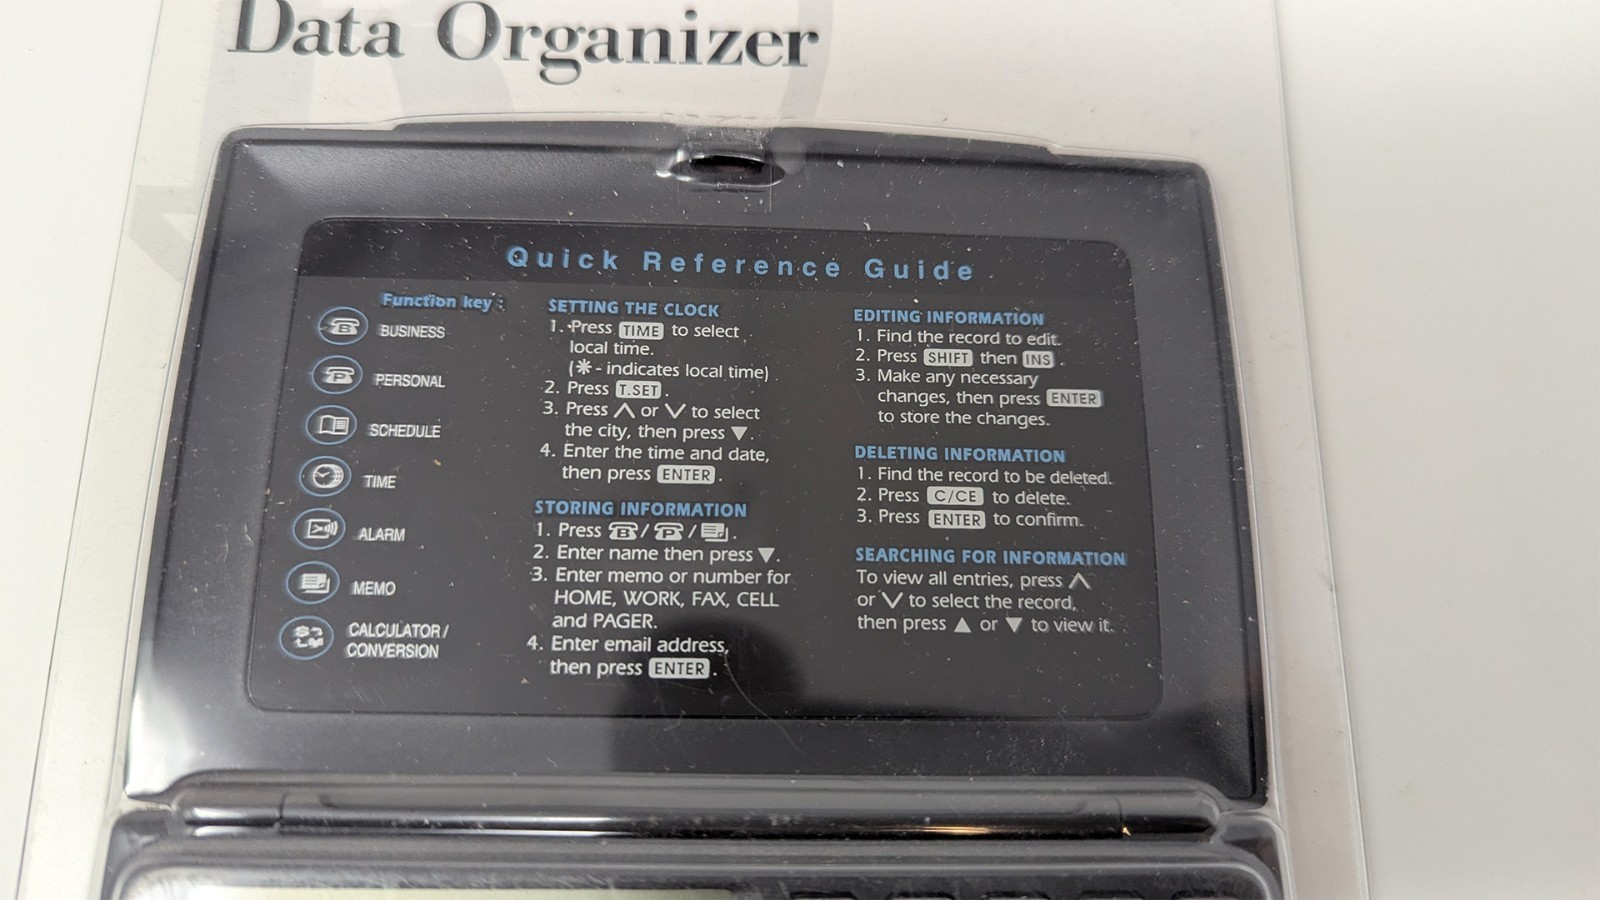 Data Organizer
Quick Reference Guide
Function key :
B BUSINESS
P PERSONAL
SCHEDULE
TIME
ALARM
MEMO
CALCULATOR/
CONVERSION
SETTING THE CLOCK
1. Press TIME to select
local time.
(✳ - indicates local time)
2. Press T.SET .
3. Press ∧ or ∨ to select
the city, then press ▼.
4. Enter the time and date,
then press ENTER .
STORING INFORMATION
1. Press B / P / .
2. Enter name then press ▼.
3. Enter memo or number for
HOME, WORK, FAX, CELL
and PAGER.
4. Enter email address,
then press ENTER .
EDITING INFORMATION
1. Find the record to edit.
2. Press SHIFT then INS .
3. Make any necessary
changes, then press ENTER
to store the changes.
DELETING INFORMATION
1. Find the record to be deleted.
2. Press C/CE to delete.
3. Press ENTER to confirm.
SEARCHING FOR INFORMATION
To view all entries, press ∧
or ∨ to select the record,
then press ▲ or ▼ to view it.